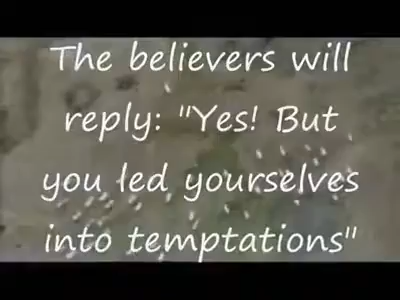 The believers will
reply: "Yes! But
you led yourselves
into temptations"